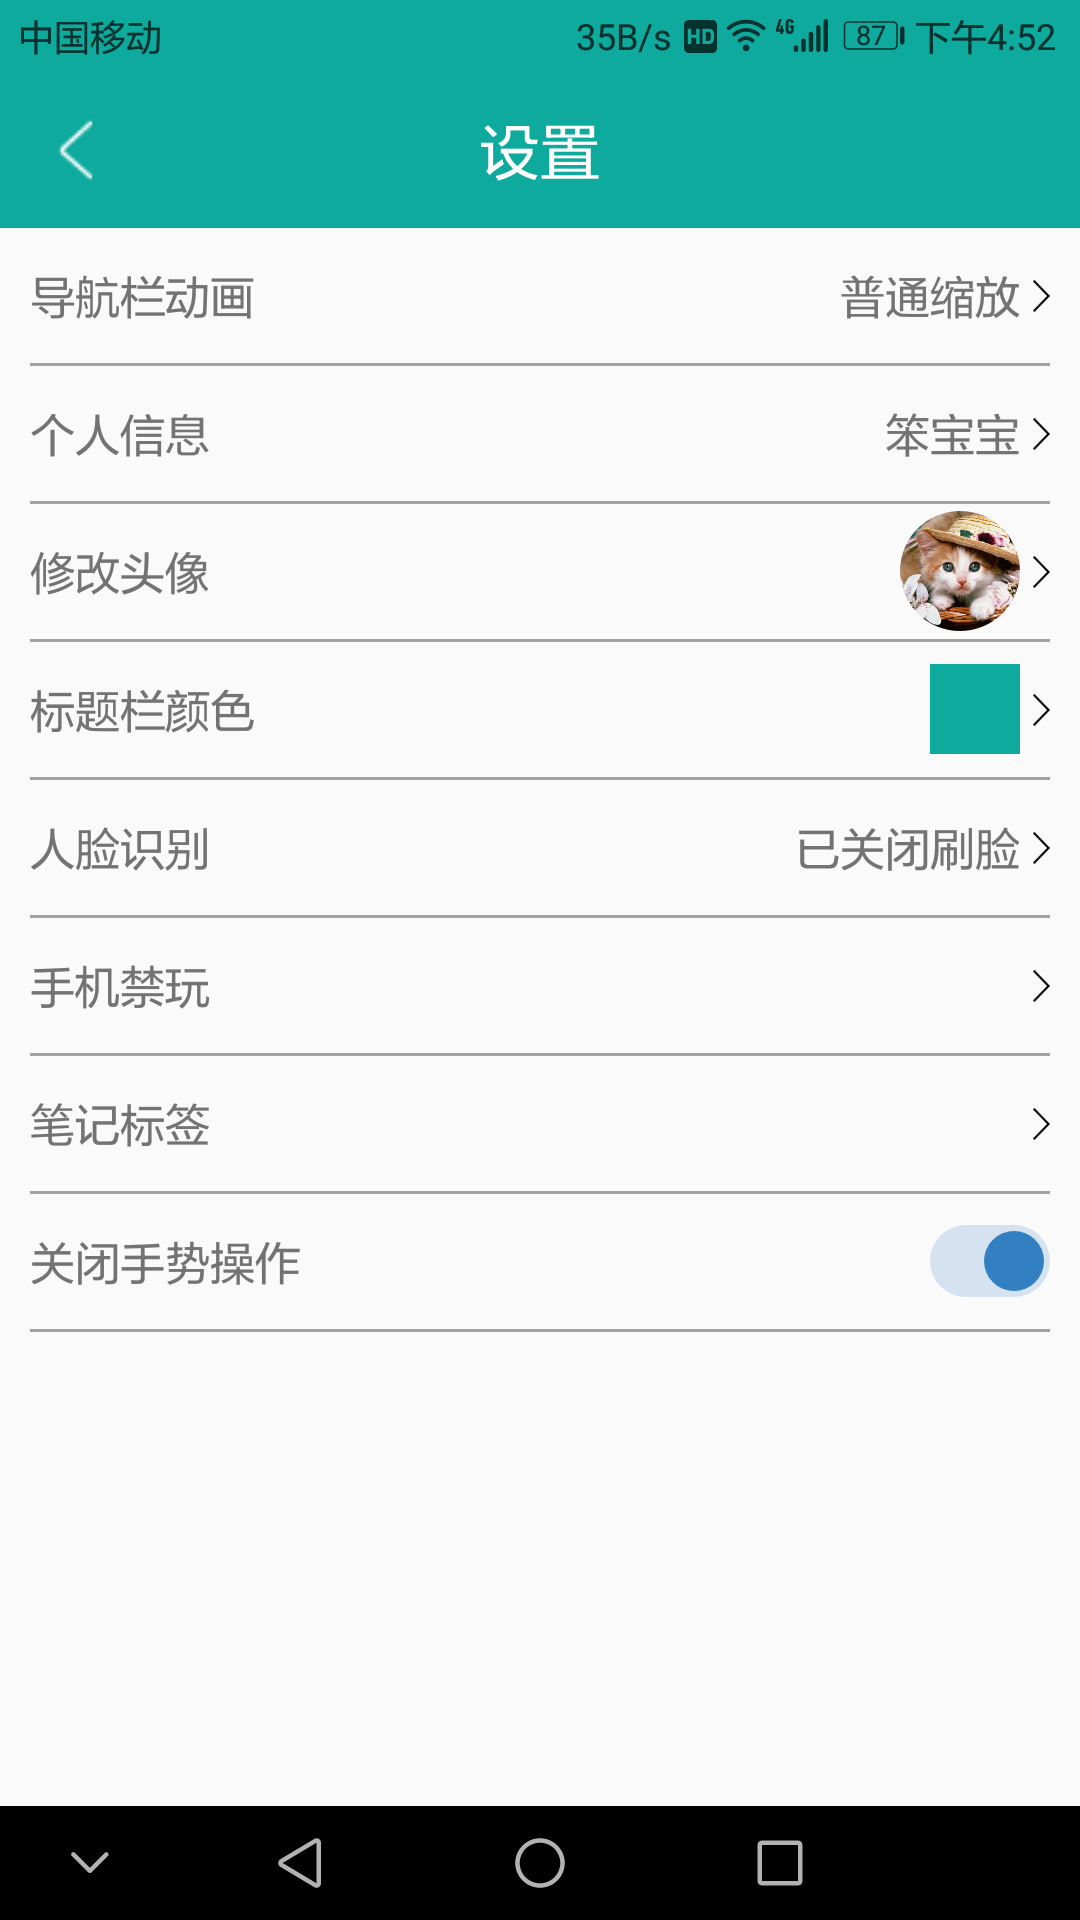 中国移动 35B/s HD 4G 87 下午4:52
设置
导航栏动画 普通缩放
个人信息 笨宝宝
修改头像
标题栏颜色
人脸识别 已关闭刷脸
手机禁玩
笔记标签
关闭手势操作